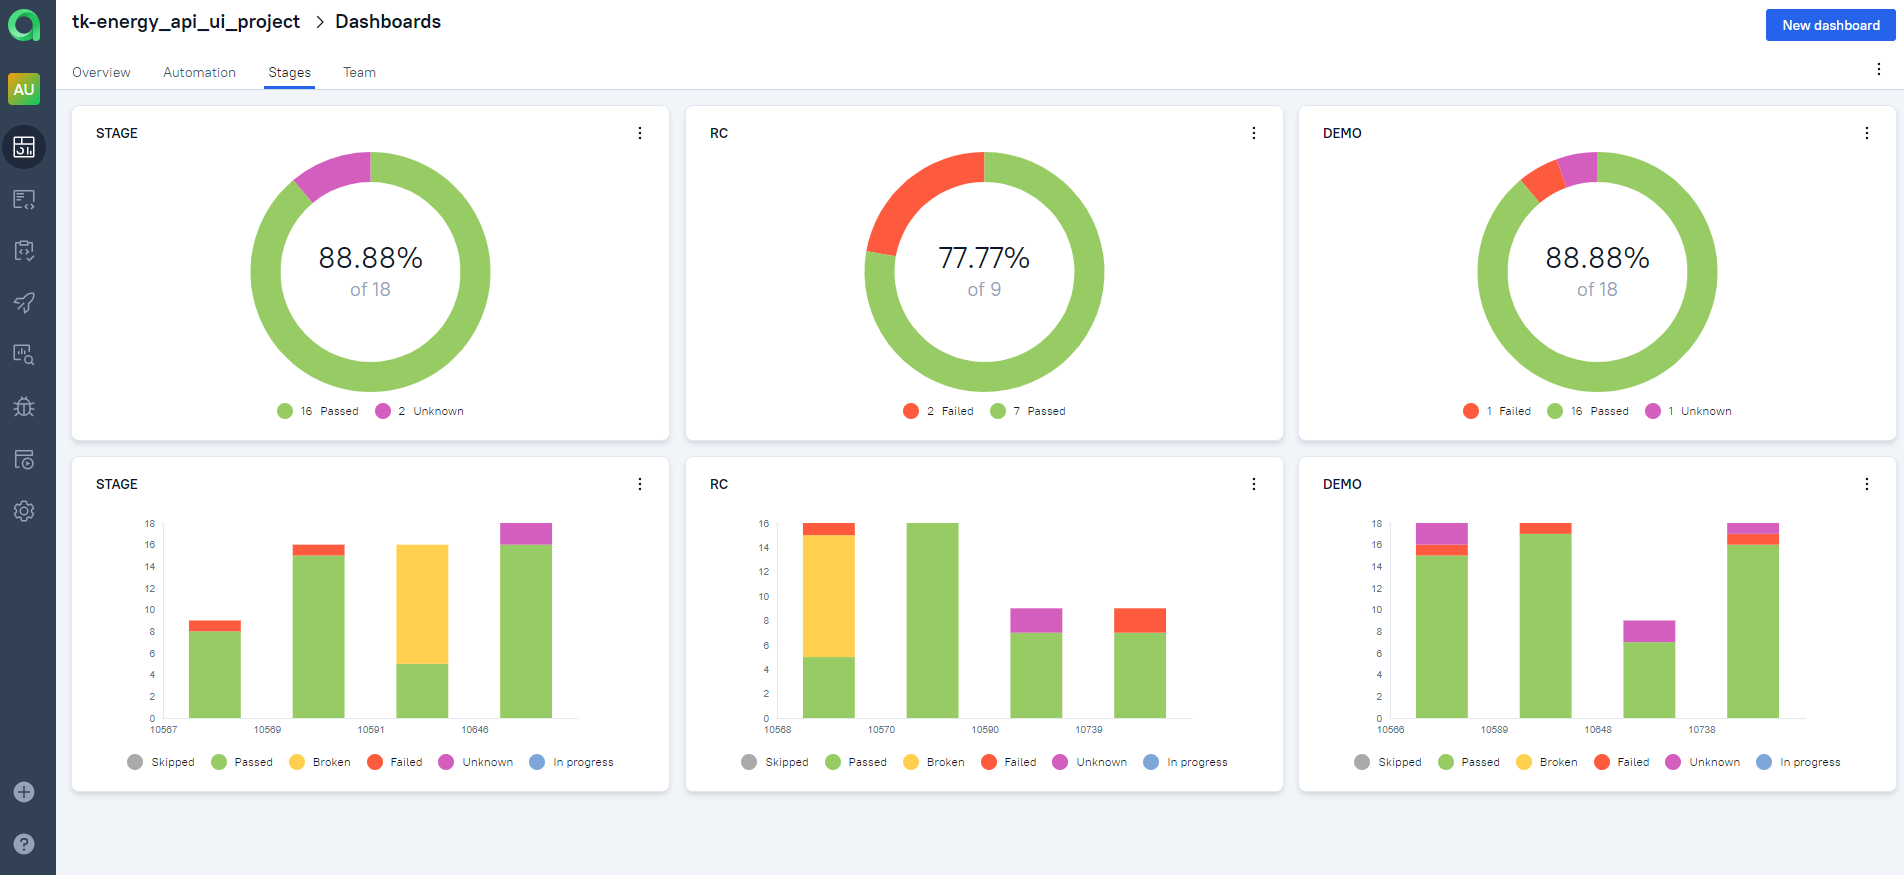 tk-energy_api_ui_project > Dashboards
New dashboard
Overview Automation Stages Team
AU
STAGE
88.88%
of 18
16 Passed 2 Unknown
RC
77.77%
of 9
2 Failed 7 Passed
DEMO
88.88%
of 18
1 Failed 16 Passed 1 Unknown
STAGE
18
16
14
12
10
8
6
4
2
0
10567 10569 10591 10646
Skipped Passed Broken Failed Unknown In progress
RC
16
14
12
10
8
6
4
2
0
10568 10570 10590 10739
Skipped Passed Broken Failed Unknown In progress
DEMO
18
16
14
12
10
8
6
4
2
0
10566 10589 10648 10738
Skipped Passed Broken Failed Unknown In progress